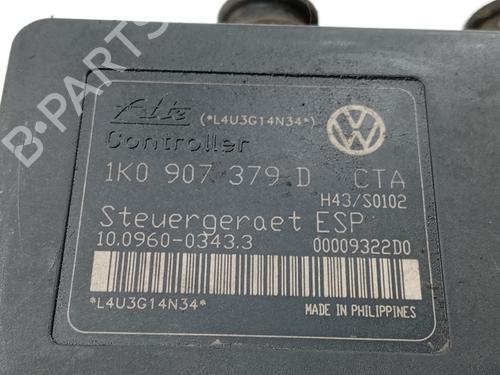 Ate (*L4U3G14N34*)
Controller
1K0 907 379 D CTA
H43/S0102
Steuergeraet ESP
10.0960-0343.3 00009322D0
*L4U3G14N34*
MADE IN PHILIPPINES